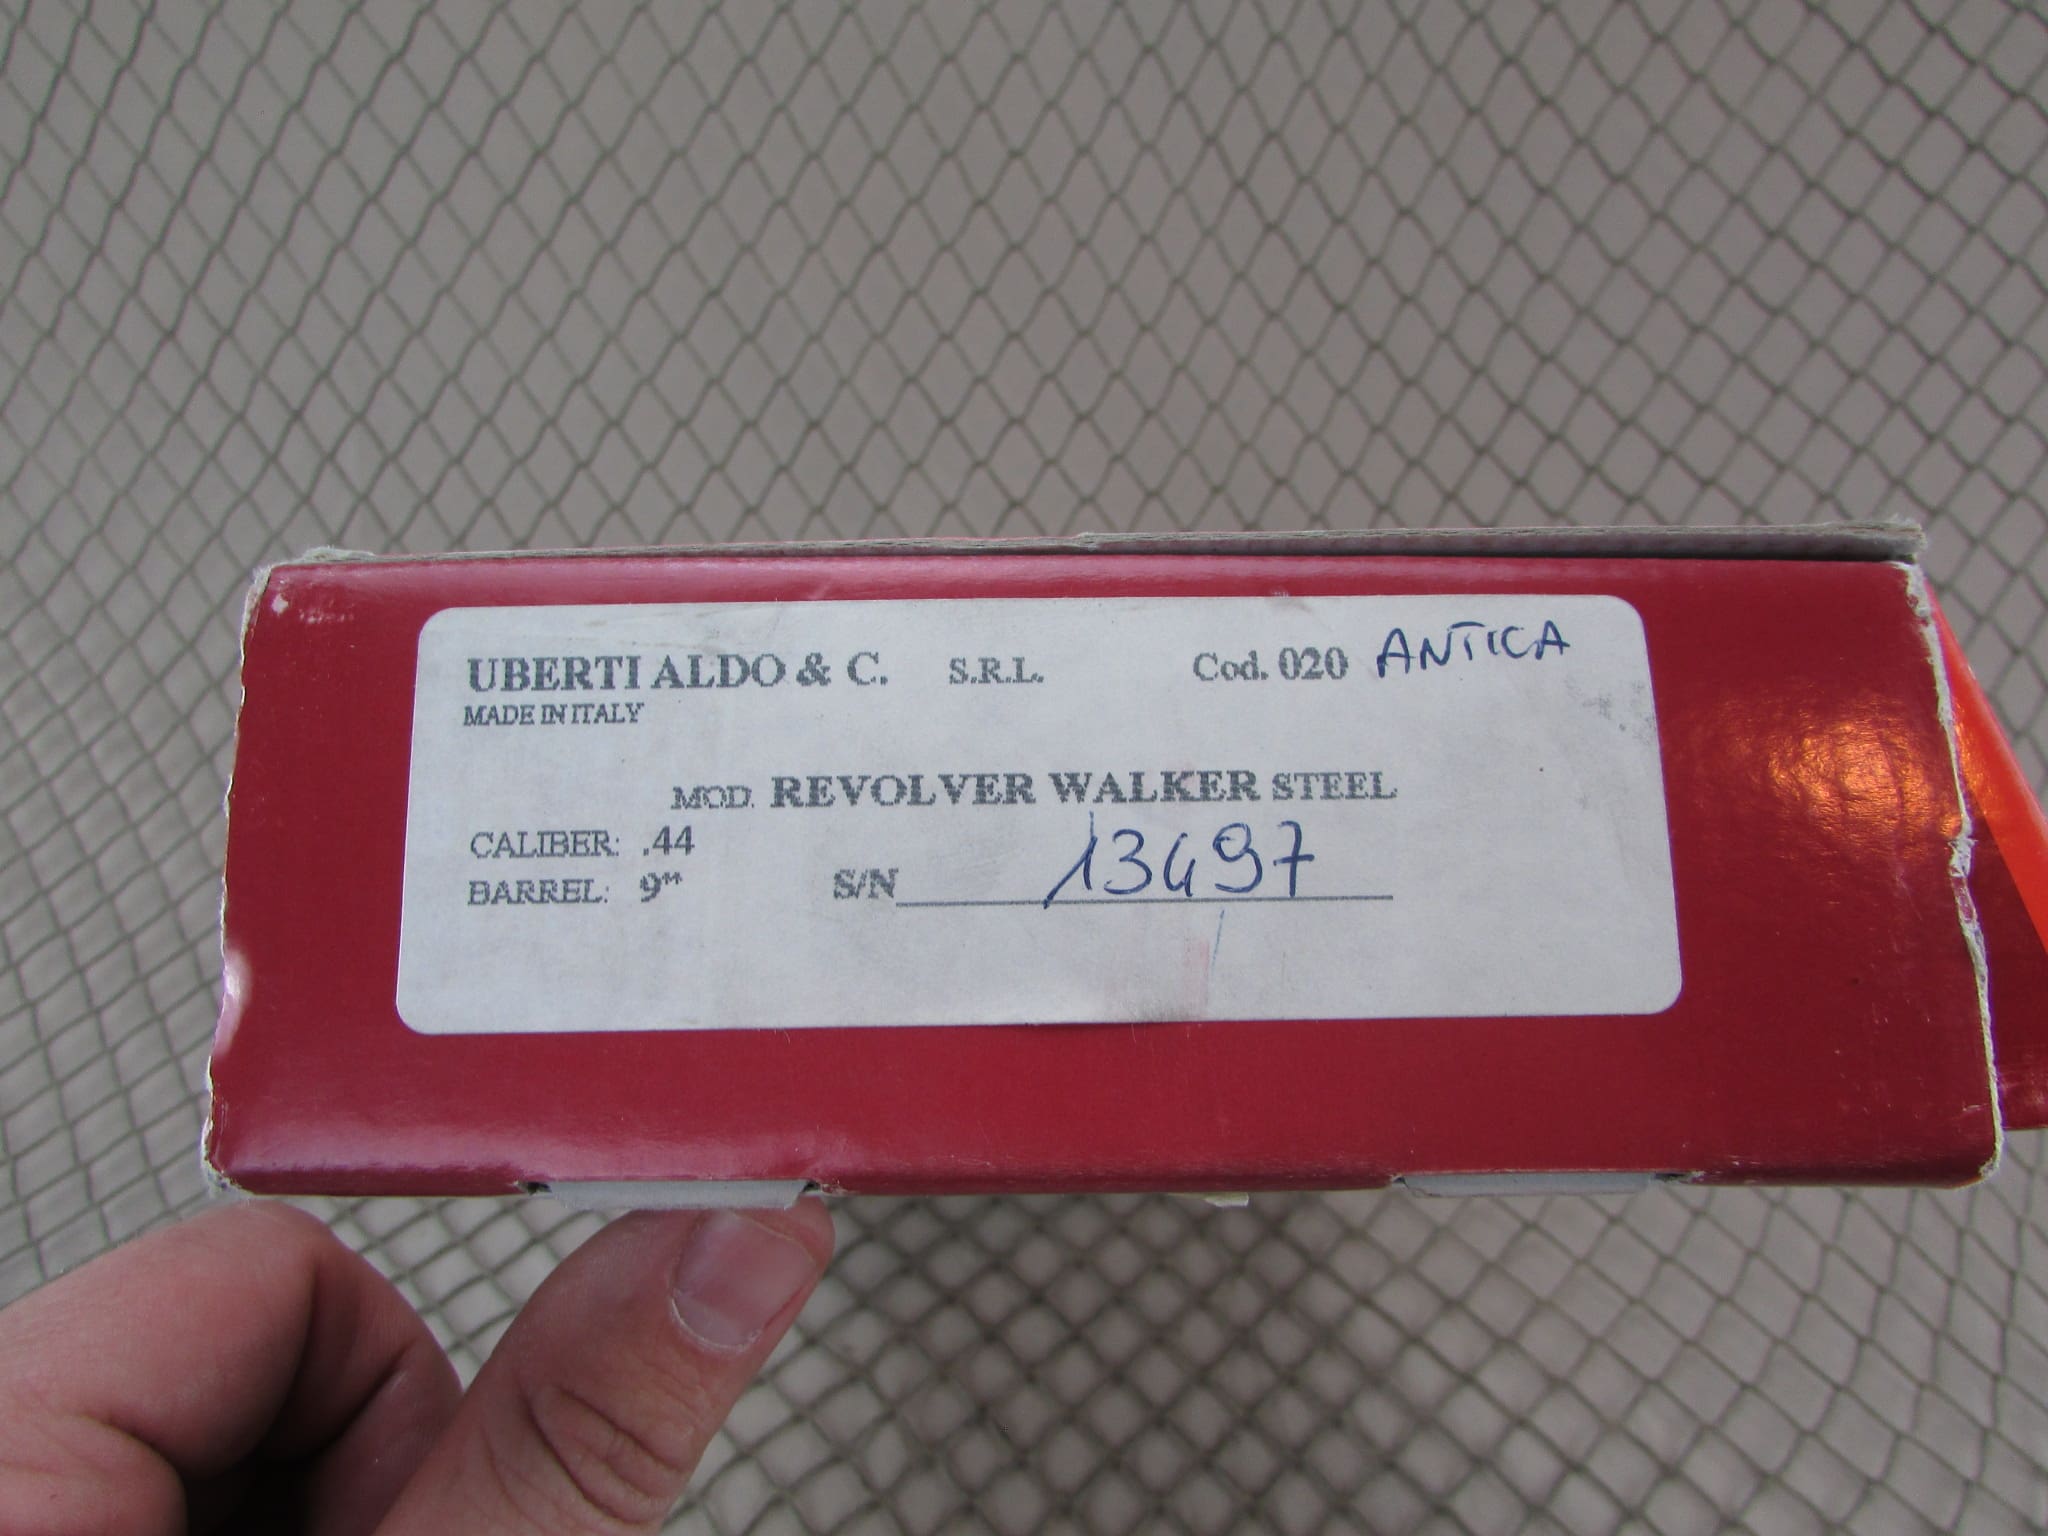 UBERTI ALDO & C. S.R.L. Cod. 020 ANTICA
MADE IN ITALY
MOD. REVOLVER WALKER STEEL
CALIBER: .44
BARREL: 9"
S/N 13497